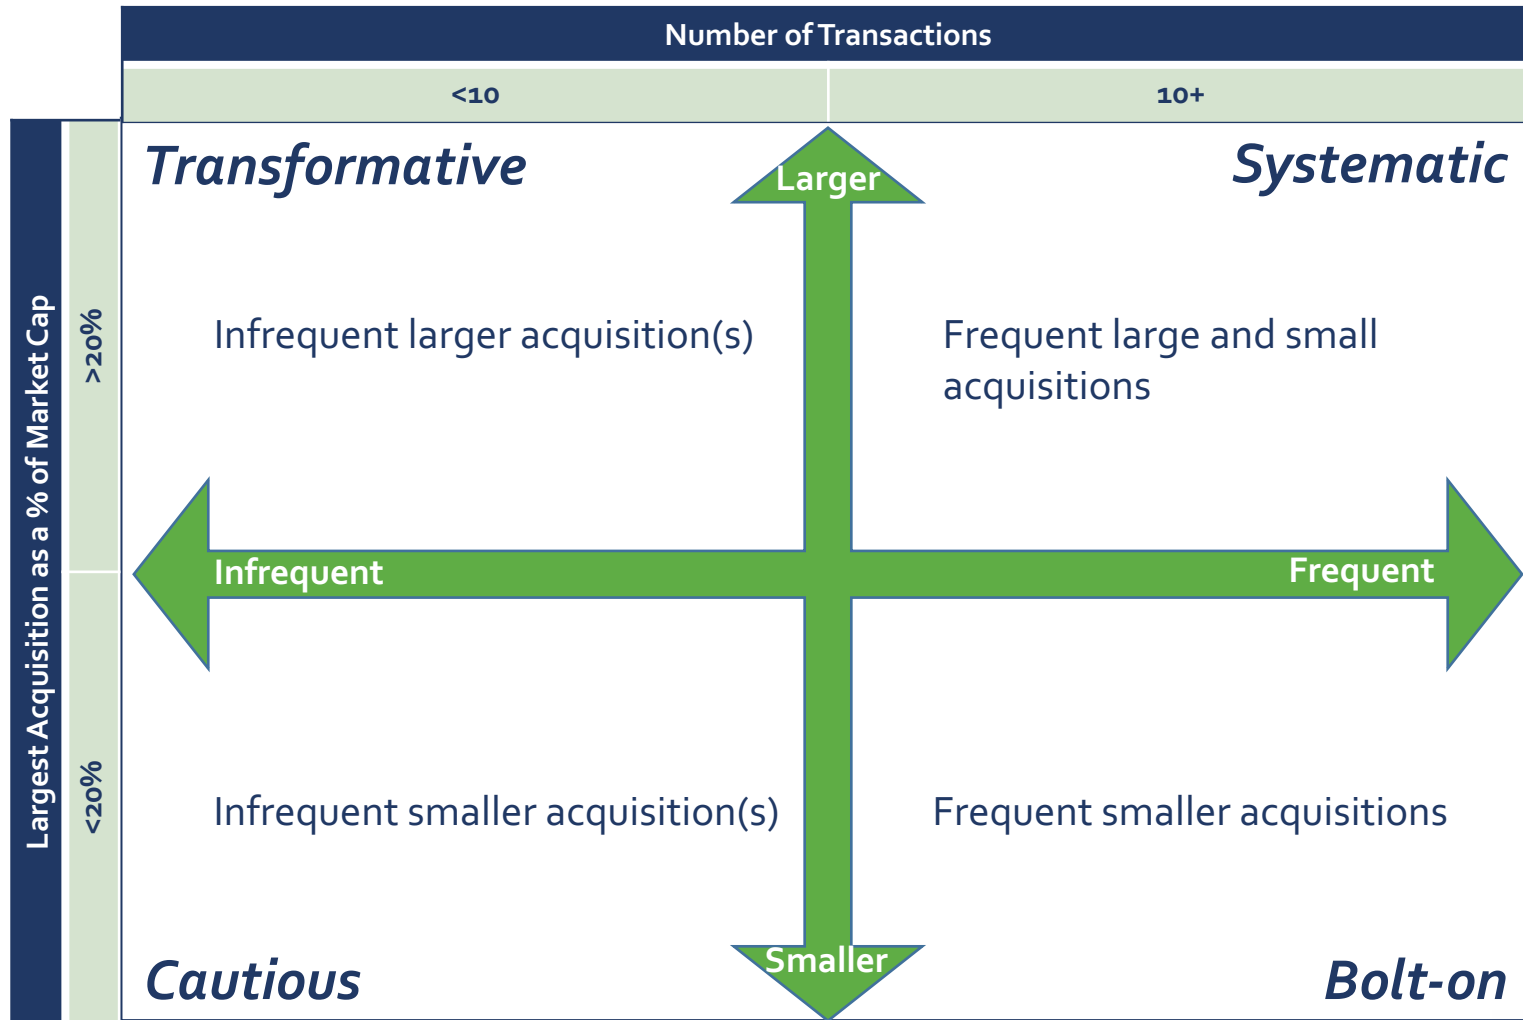 Number of Transactions
<10
10+
Largest Acquisition as a % of Market Cap
>20%
<20%
Transformative
Systematic
Larger
Infrequent larger acquisition(s)
Frequent large and small
acquisitions
Infrequent
Frequent
Infrequent smaller acquisition(s)
Frequent smaller acquisitions
Smaller
Cautious
Bolt-on